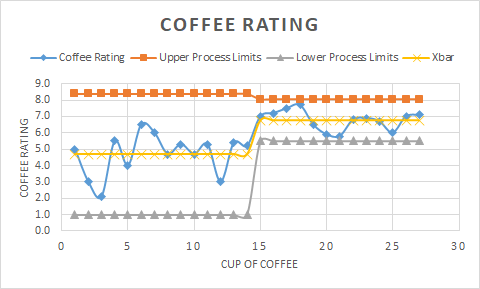 COFFEE RATING
Coffee Rating Upper Process Limits Lower Process Limits Xbar
9.0
8.0
7.0
6.0
5.0
4.0
3.0
2.0
1.0
0.0
COFFEE RATING
0 5 10 15 20 25 30
CUP OF COFFEE